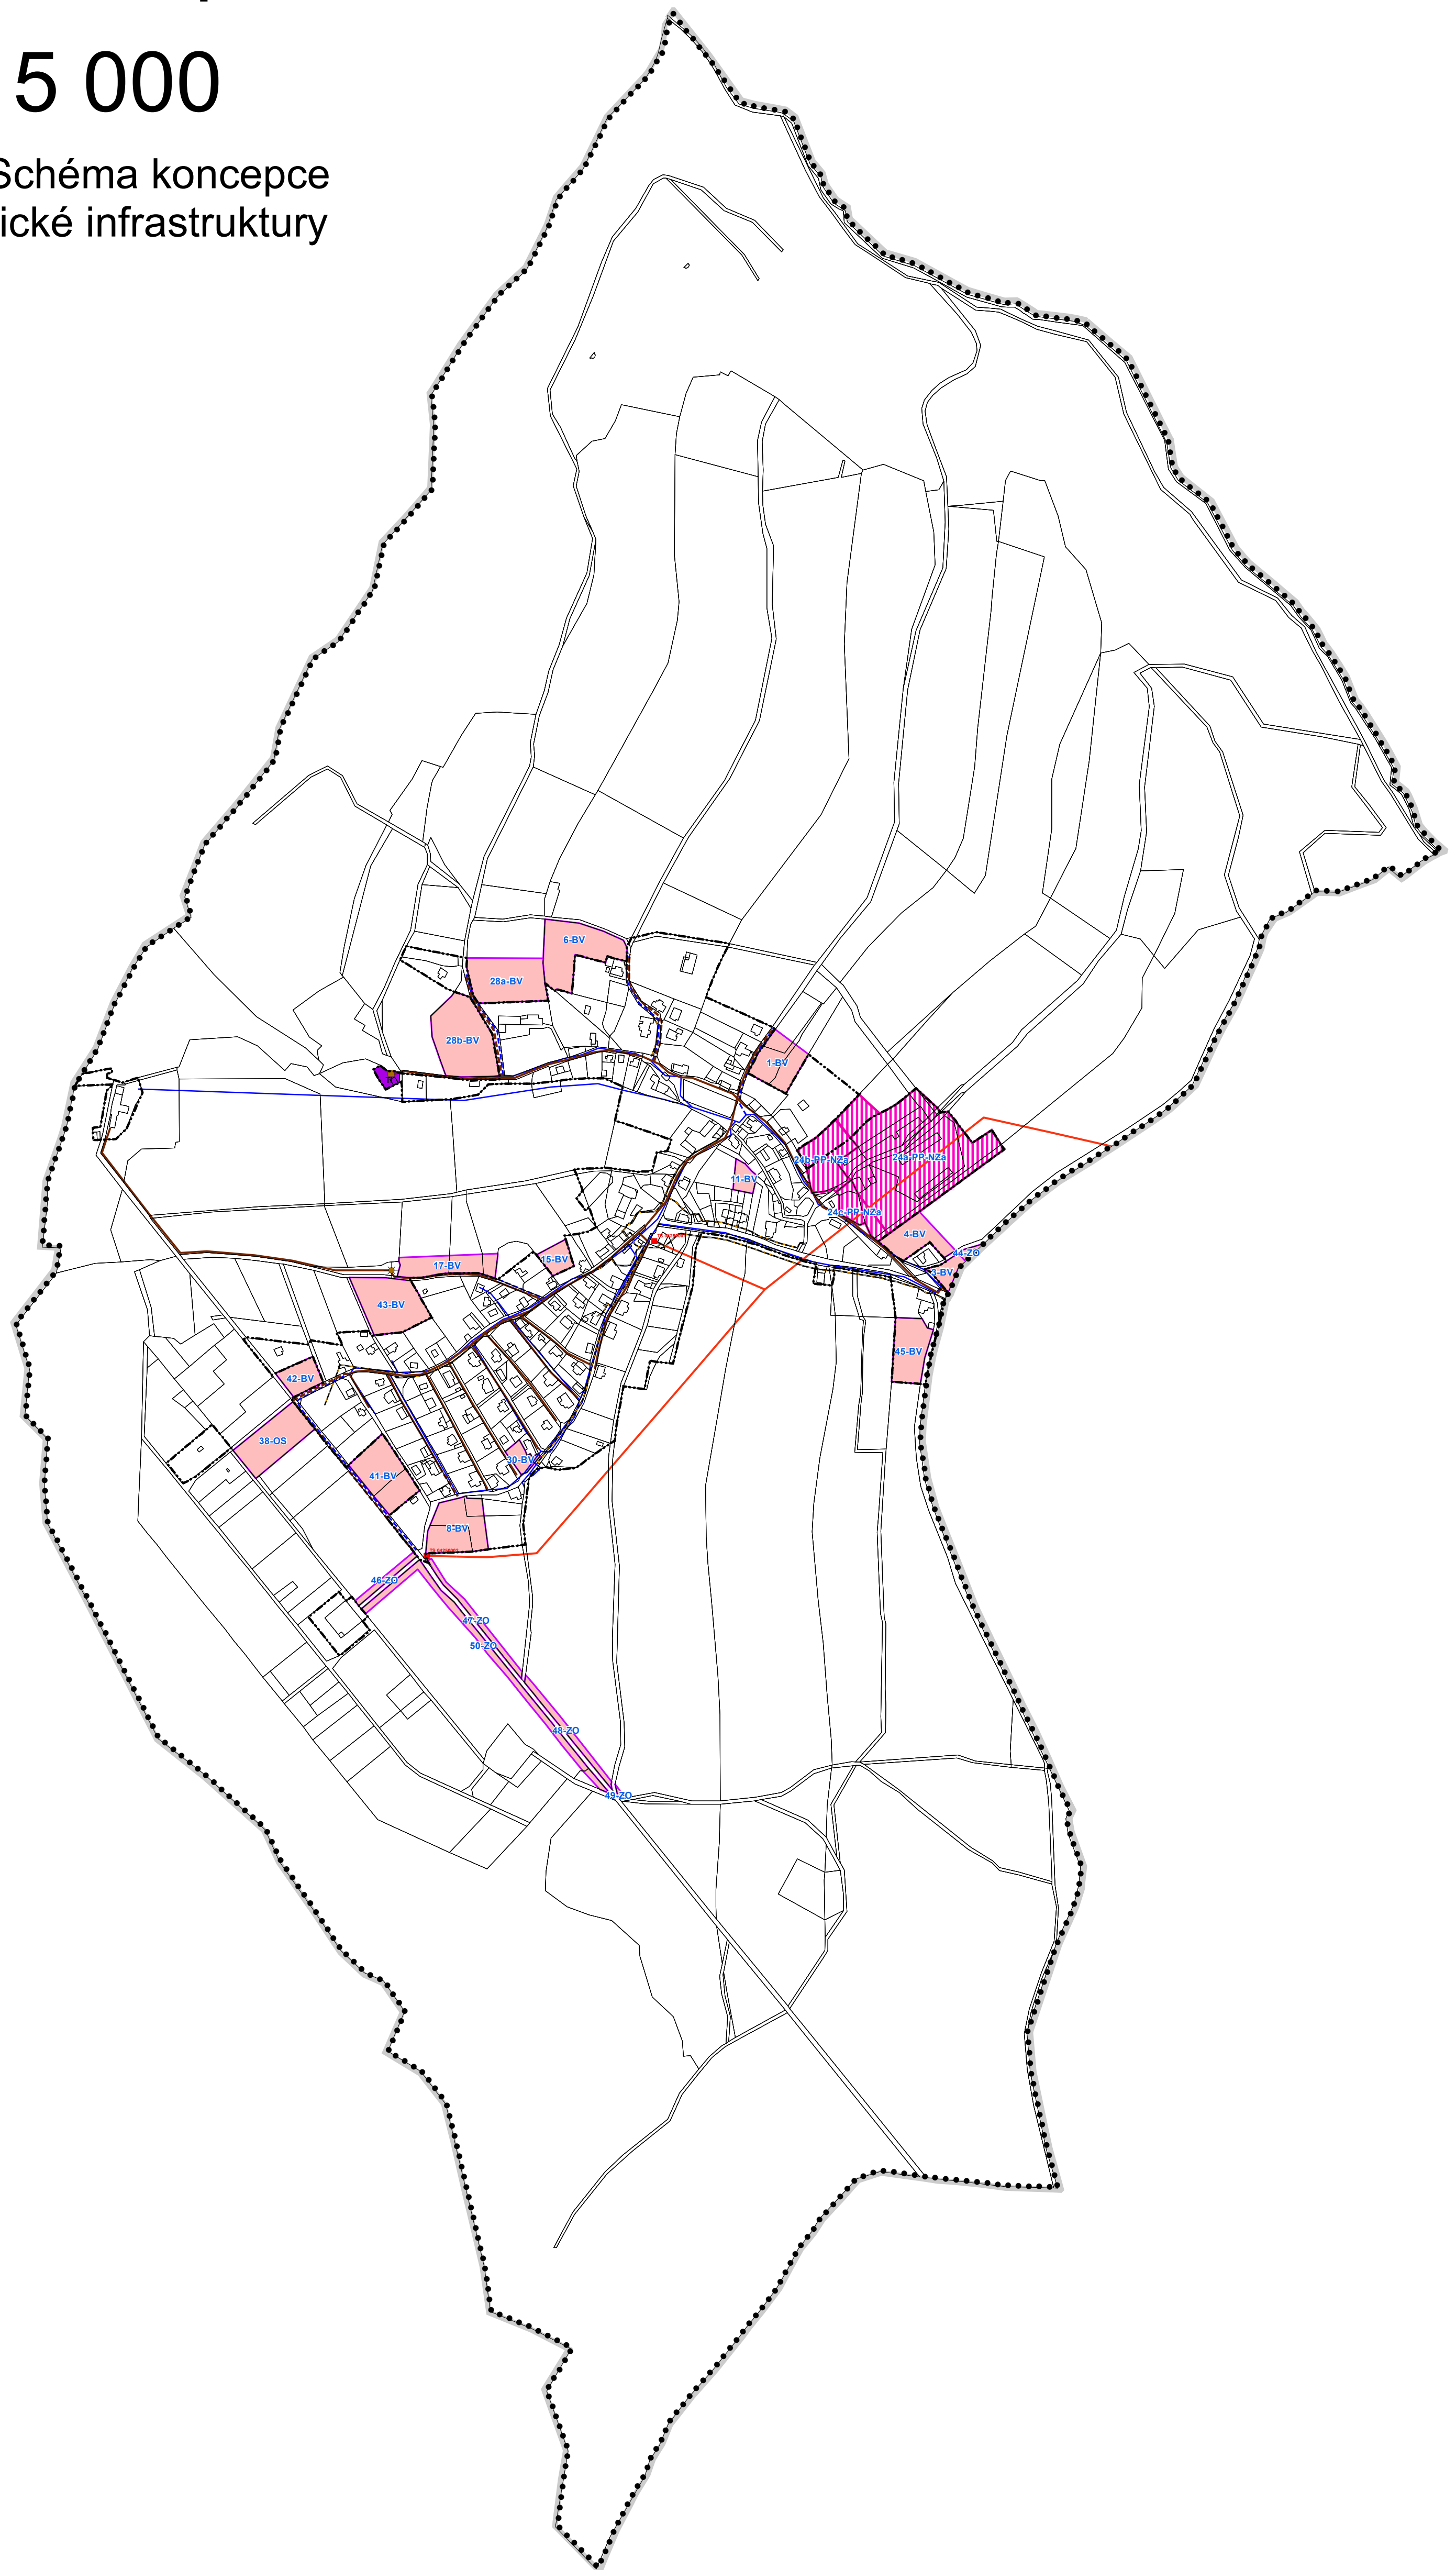 5 000
Schéma koncepce
ické infrastruktury
6-BV
28a-BV
28b-BV
1-BV
24b-PP-NZa
24a-PP-NZa
11-BV
24c-PP-NZa
4-BV
44-ZO
15-BV
17-BV
3-BV
43-BV
45-BV
42-BV
38-OS
41-BV
30-BV
8-BV
46-ZO
47-ZO
50-ZO
48-ZO
49-ZO